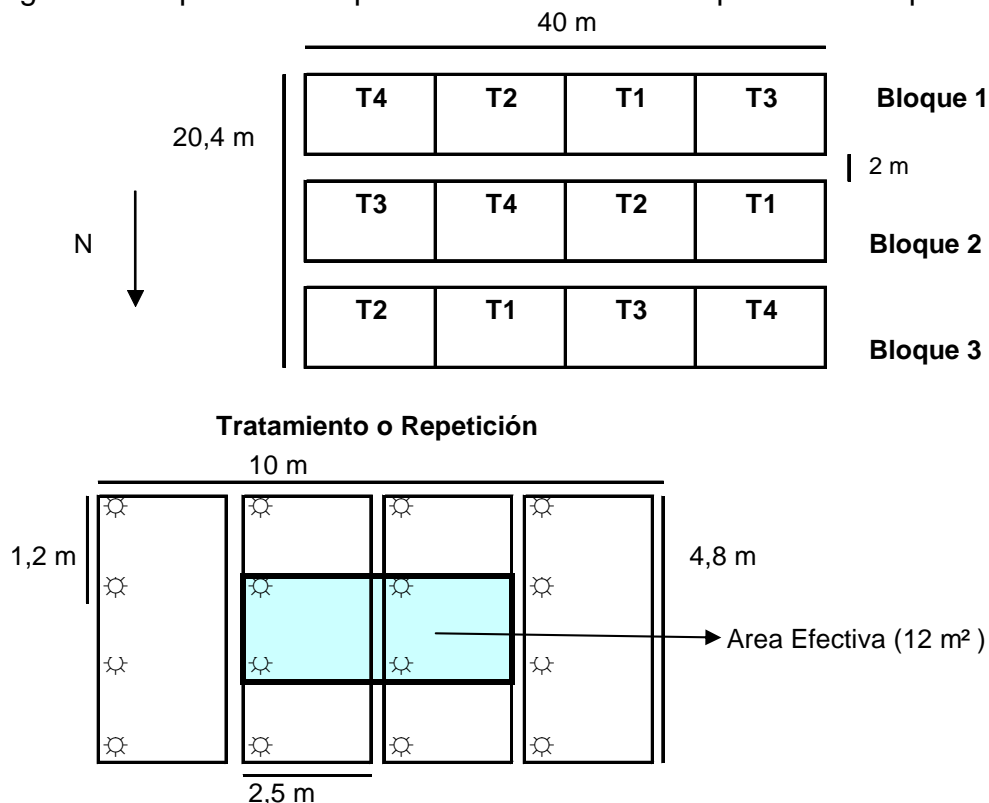 40 m
T4 T2 T1 T3 Bloque 1
20,4 m
2 m
T3 T4 T2 T1
N
Bloque 2
T2 T1 T3 T4
Bloque 3
Tratamiento o Repetición
10 m
1,2 m
4,8 m
Area Efectiva (12 m²)
2,5 m